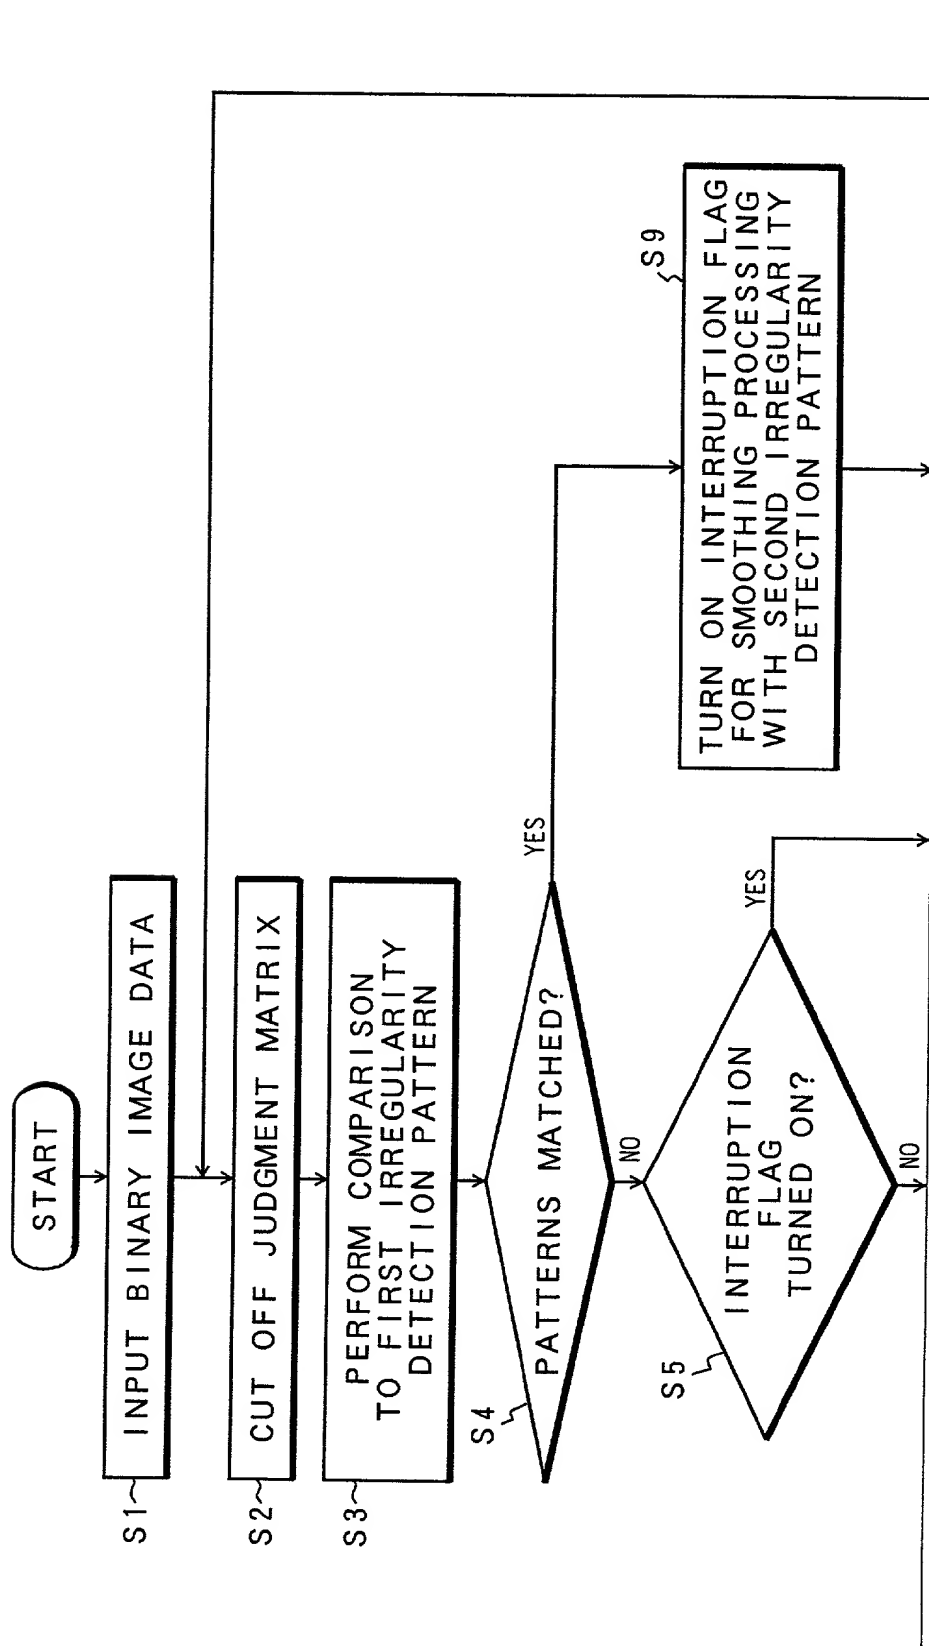 START
S1
INPUT BINARY IMAGE DATA
S2
CUT OFF JUDGMENT MATRIX
S3
PERFORM COMPARISON
TO FIRST IRREGULARITY
DETECTION PATTERN
S4
PATTERNS MATCHED?
YES
NO
S5
INTERRUPTION
FLAG
TURNED ON?
YES
NO
S9
TURN ON INTERRUPTION FLAG
FOR SMOOTHING PROCESSING
WITH SECOND IRREGULARITY
DETECTION PATTERN